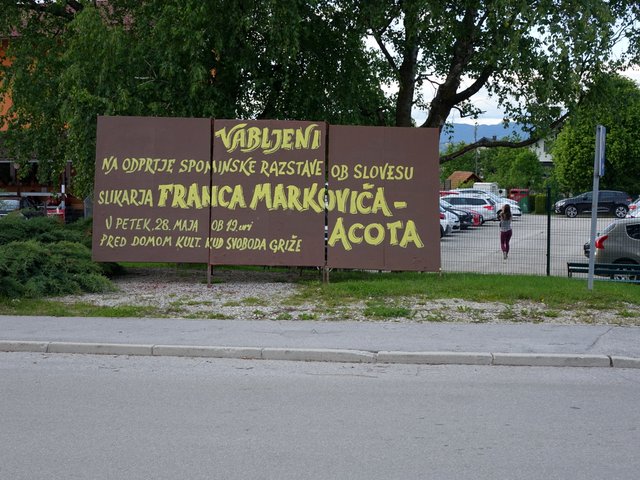 VABLJENI
NA ODPRTJE SPOMINSKE RAZSTAVE OB SLOVESU
SLIKARJA FRANCA MARKOVIČA-
ACOTA
V PETEK, 28. MAJA OB 19. uri
PRED DOMOM KULT. KUD SVOBODA GRIŽE